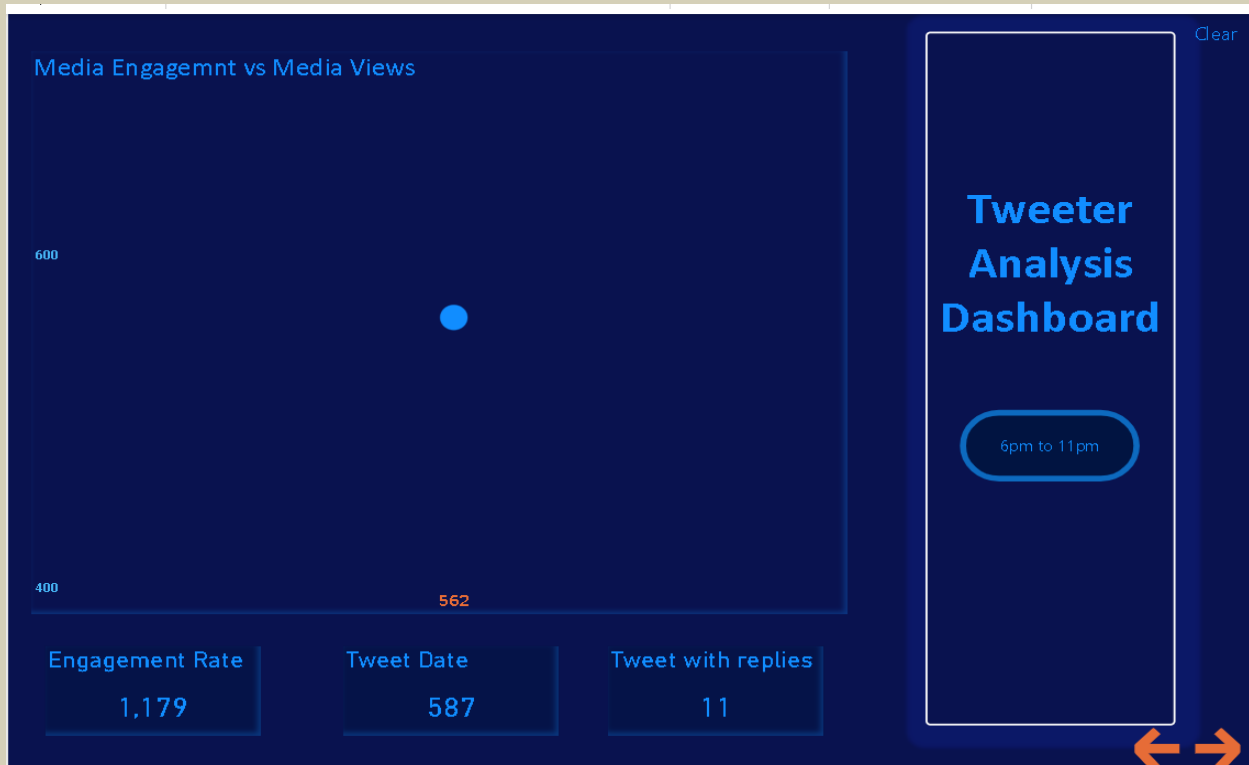 Clear
Media Engagemnt vs Media Views
600
400
562
Engagement Rate
1,179
Tweet Date
587
Tweet with replies
11
Tweeter
Analysis
Dashboard
6pm to 11pm